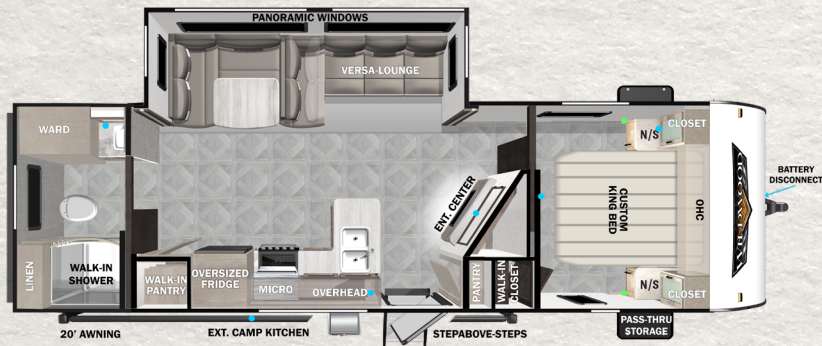 PANORAMIC WINDOWS
VERSA-LOUNGE
WARD
N/S
CLOSET
BATTERY
DISCONNECT
ENT. CENTER
CUSTOM
KING BED
OHC
WILDWOOD
LINEN
WALK-IN
SHOWER
WALK-IN
PANTRY
OVERSIZED
FRIDGE
MICRO
OVERHEAD
PANTRY
WALK-IN
CLOSET
N/S
CLOSET
20' AWNING
EXT. CAMP KITCHEN
STEPABOVE-STEPS
PASS-THRU
STORAGE